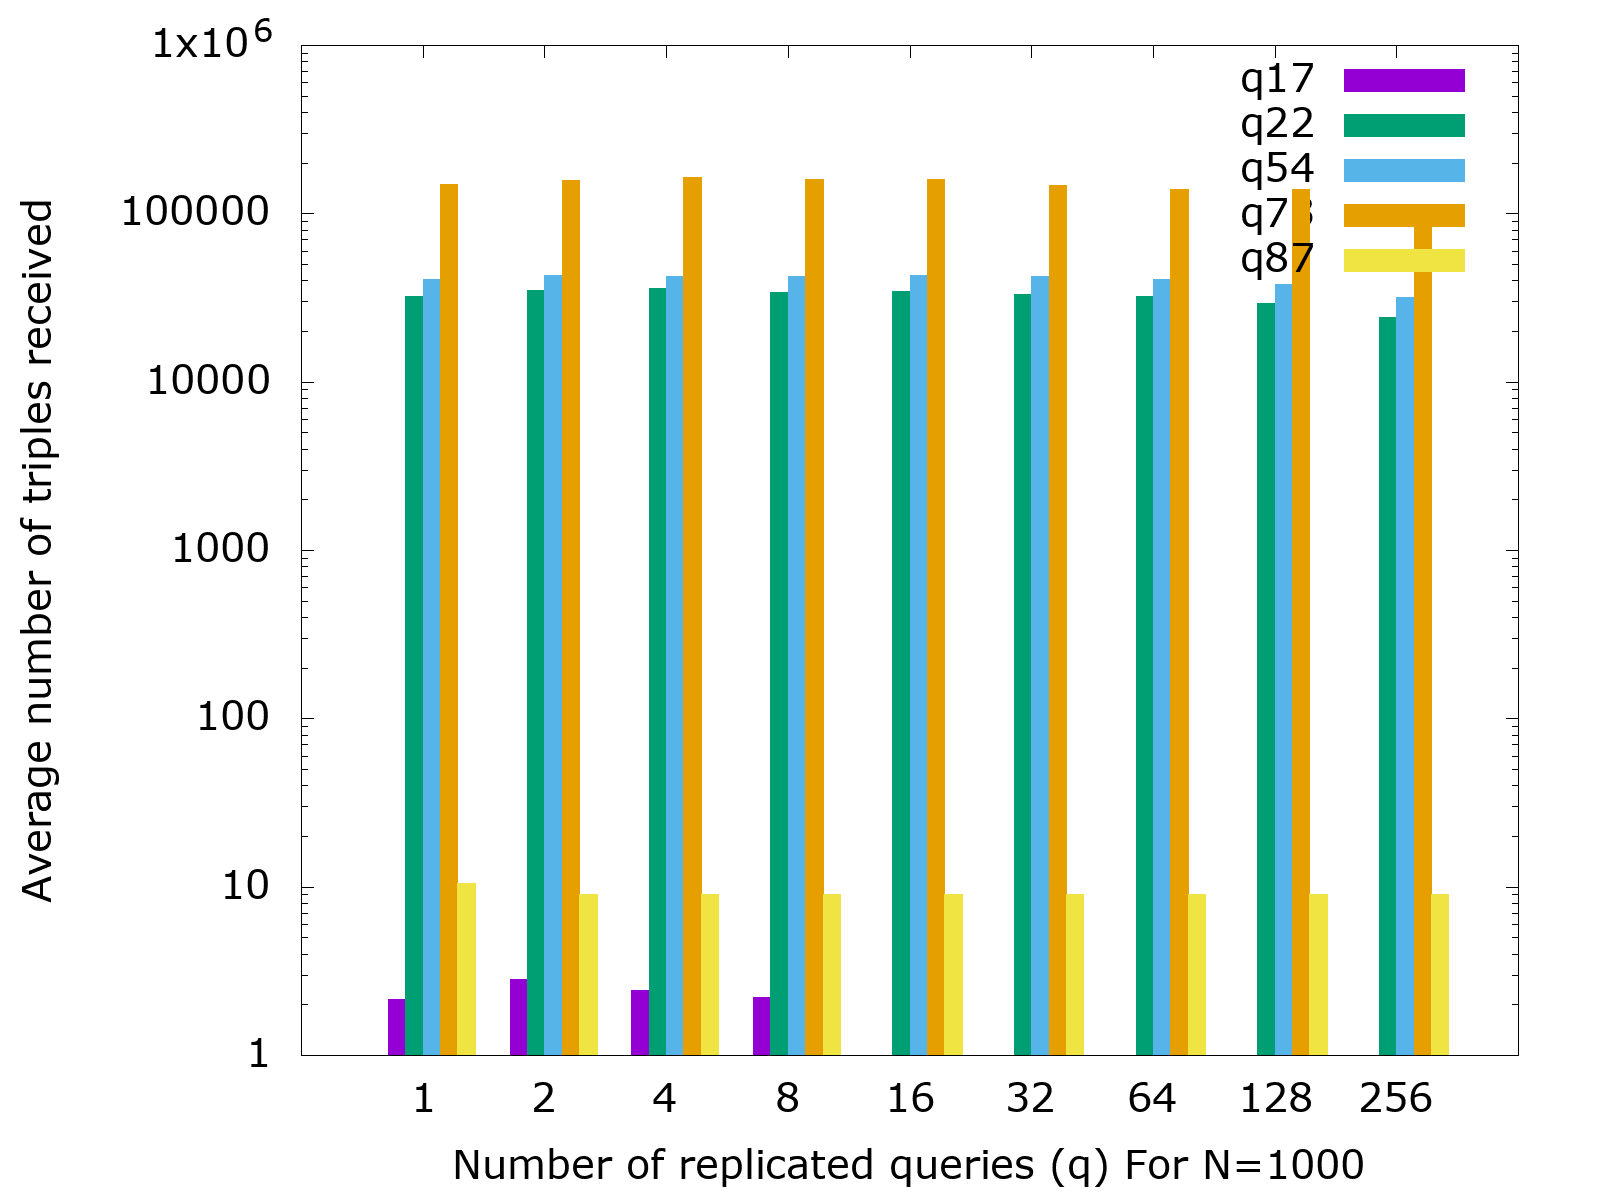 1x10^6
100000
10000
1000
100
10
1
Average number of triples received
q17
q22
q54
q87
1 2 4 8 16 32 64 128 256
Number of replicated queries (q) For N=1000